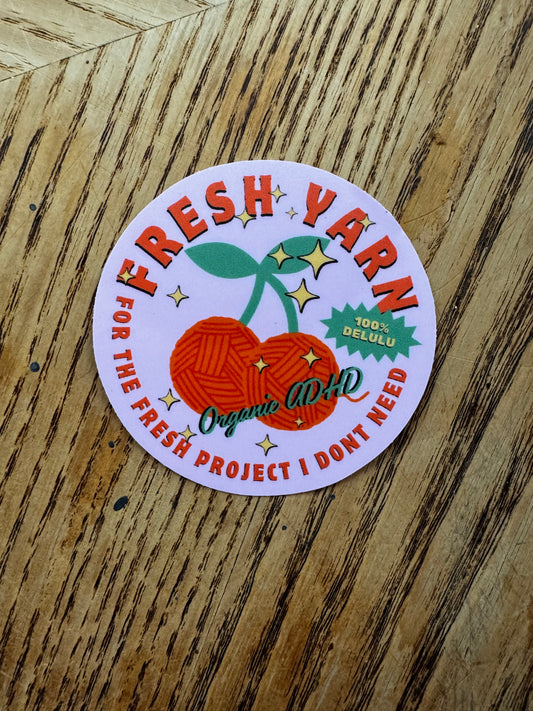 FRESH YARN
100%
DELULU
Organic ADHD
FOR THE FRESH PROJECT I DONT NEED